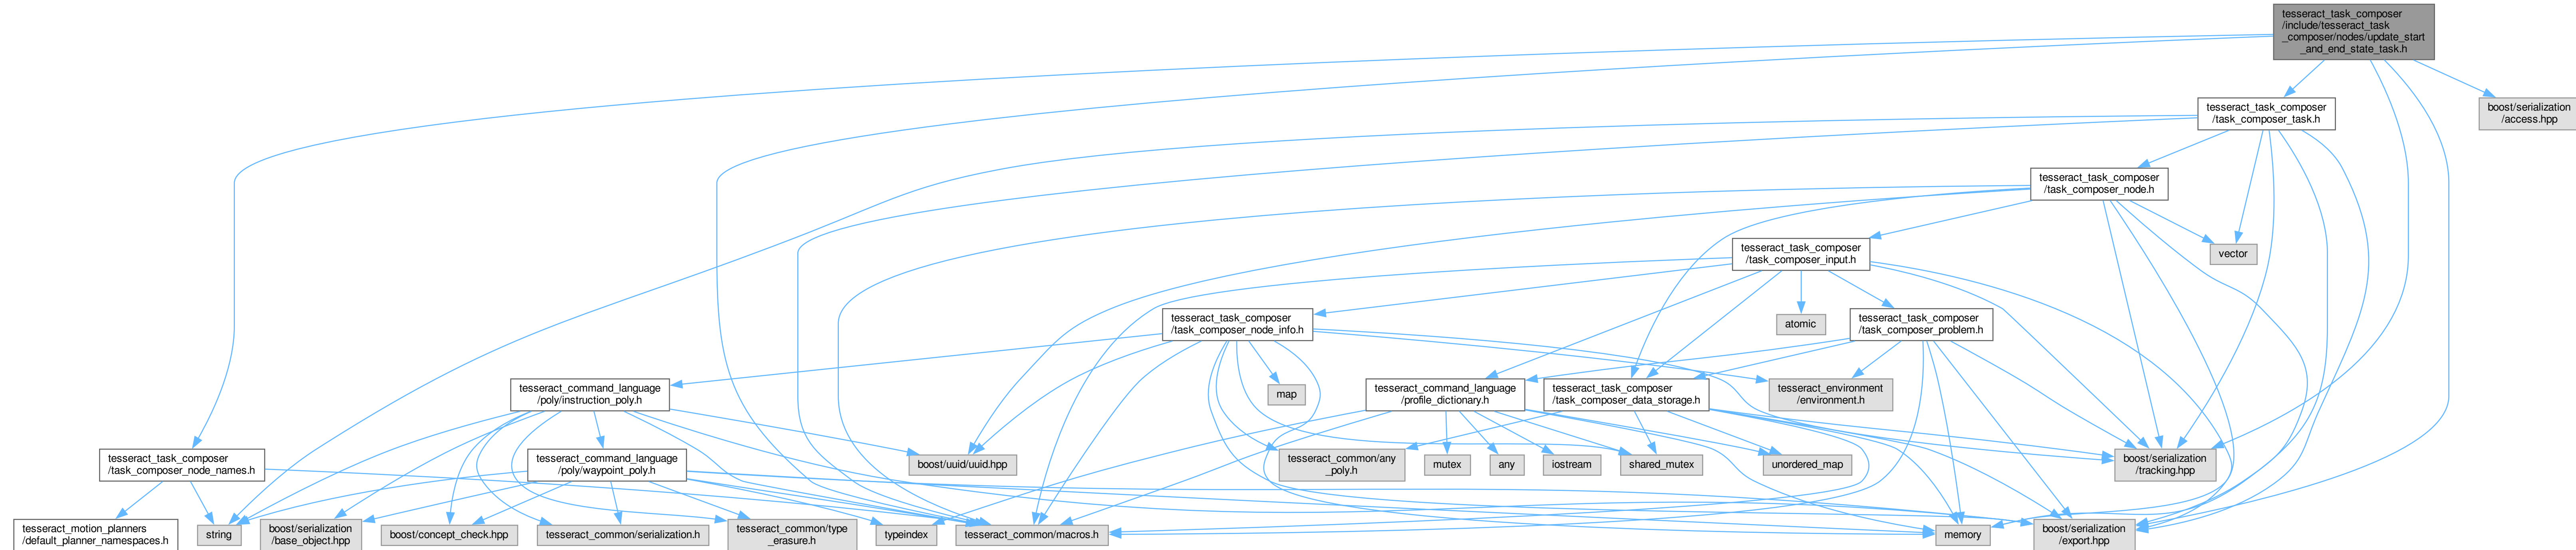 tesseract_task_composer
/include/tesseract_task
_composer/nodes/update_start
_and_end_state_task.h
tesseract_task_composer
/task_composer_task.h
boost/serialization
/access.hpp
tesseract_task_composer
/task_composer_node.h
tesseract_task_composer
/task_composer_input.h
vector
tesseract_task_composer
/task_composer_node_info.h
atomic
tesseract_task_composer
/task_composer_problem.h
tesseract_command_language
/poly/instruction_poly.h
map
tesseract_command_language
/profile_dictionary.h
tesseract_task_composer
/task_composer_data_storage.h
tesseract_environment
/environment.h
tesseract_task_composer
/task_composer_node_names.h
tesseract_command_language
/poly/waypoint_poly.h
boost/uuid/uuid.hpp
tesseract_common/any
_poly.h
mutex
any
iostream
shared_mutex
unordered_map
boost/serialization
/tracking.hpp
tesseract_motion_planners
/default_planner_namespaces.h
string
boost/serialization
/base_object.hpp
boost/concept_check.hpp
tesseract_common/serialization.h
tesseract_common/type
_erasure.h
typeindex
tesseract_common/macros.h
memory
boost/serialization
/export.hpp